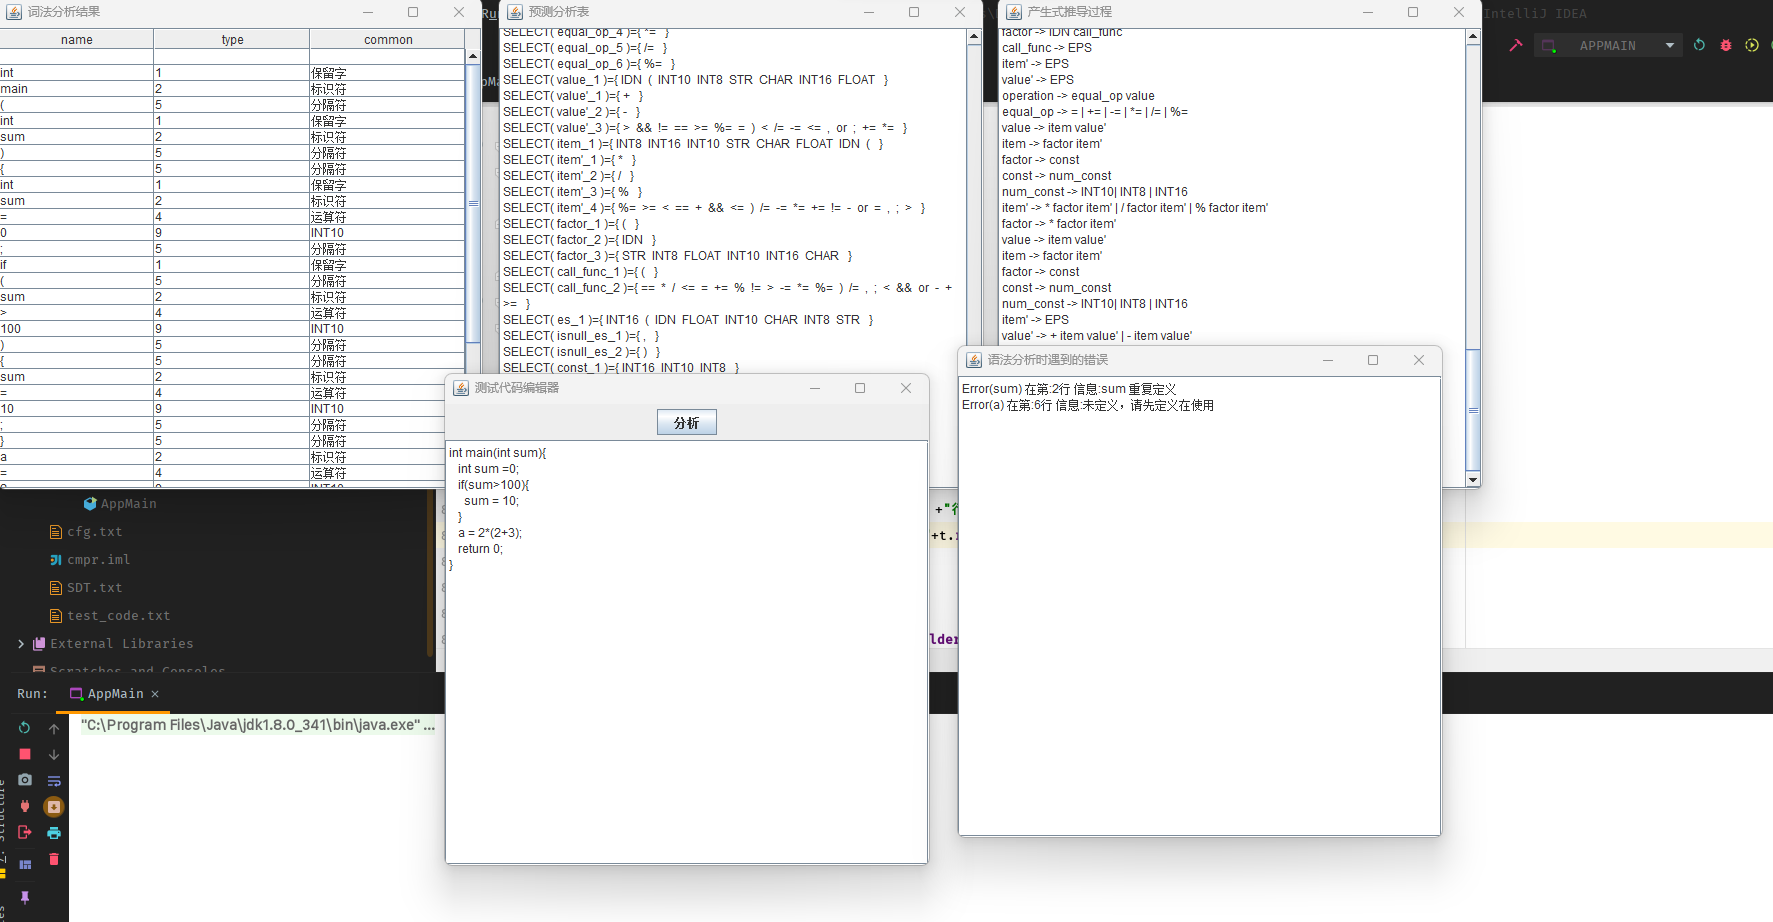 词法分析结果
name type common
int 1 保留字
main 2 标识符
( 5 分隔符
int 1 保留字
sum 2 标识符
) 5 分隔符
{ 5 分隔符
int 1 保留字
sum 2 标识符
= 4 运算符
0 9 INT10
; 5 分隔符
if 1 保留字
( 5 分隔符
sum 2 标识符
> 4 运算符
100 9 INT10
) 5 分隔符
{ 5 分隔符
sum 2 标识符
= 4 运算符
10 9 INT10
; 5 分隔符
} 5 分隔符
a 2 标识符
= 4 运算符
预测分析表
SELECT( equal_op_4 )={ *= }
SELECT( equal_op_5 )={ /= }
SELECT( equal_op_6 )={ %= }
SELECT( value_1 )={ IDN ( INT10 INT8 STR CHAR INT16 FLOAT }
SELECT( value'_1 )={ + }
SELECT( value'_2 )={ - }
SELECT( value'_3 )={ > && != == >= %= = ) < /= -= <= , or ; += *= }
SELECT( item_1 )={ INT8 INT16 INT10 STR CHAR FLOAT IDN ( }
SELECT( item'_1 )={ * }
SELECT( item'_2 )={ / }
SELECT( item'_3 )={ % }
SELECT( item'_4 )={ %= >= < == + && <= ) /= -= *= += != - or = , ; > }
SELECT( factor_1 )={ ( }
SELECT( factor_2 )={ IDN }
SELECT( factor_3 )={ STR INT8 FLOAT INT10 INT16 CHAR }
SELECT( call_func_1 )={ ( }
SELECT( call_func_2 )={ == * / <= = += % != > -= *= %= ) /= , ; < && or - +
>= }
SELECT( es_1 )={ INT16 ( IDN FLOAT INT10 CHAR INT8 STR }
SELECT( isnull_es_1 )={ , }
SELECT( isnull_es_2 )={ ) }
SELECT( const_1 )={ INT16 INT10 INT8 }
产生式推导过程
factor -> IDN call_func
call_func -> EPS
item' -> EPS
value' -> EPS
operation -> equal_op value
equal_op -> = | += | -= | *= | /= | %=
value -> item value'
item -> factor item'
factor -> const
const -> num_const
num_const -> INT10| INT8 | INT16
item' -> * factor item' | / factor item' | % factor item'
factor -> * factor item'
value -> item value'
item -> factor item'
factor -> const
const -> num_const
num_const -> INT10| INT8 | INT16
item' -> EPS
value' -> + item value' | - item value'
IntelliJ IDEA
APPMAIN
测试代码编辑器
分析
int main(int sum){
int sum =0;
if(sum>100){
sum = 10;
}
a = 2*(2+3);
return 0;
}
语法分析时遇到的错误
Error(sum) 在第:2行 信息:sum 重复定义
Error(a) 在第:6行 信息:未定义，请先定义在使用
AppMain
cfg.txt
cmpr.iml
SDT.txt
test_code.txt
External Libraries
Scratches and Consoles
+"行
+t.
lder
Run: AppMain ×
"C:\Program Files\Java\jdk1.8.0_341\bin\java.exe" ...
Structure